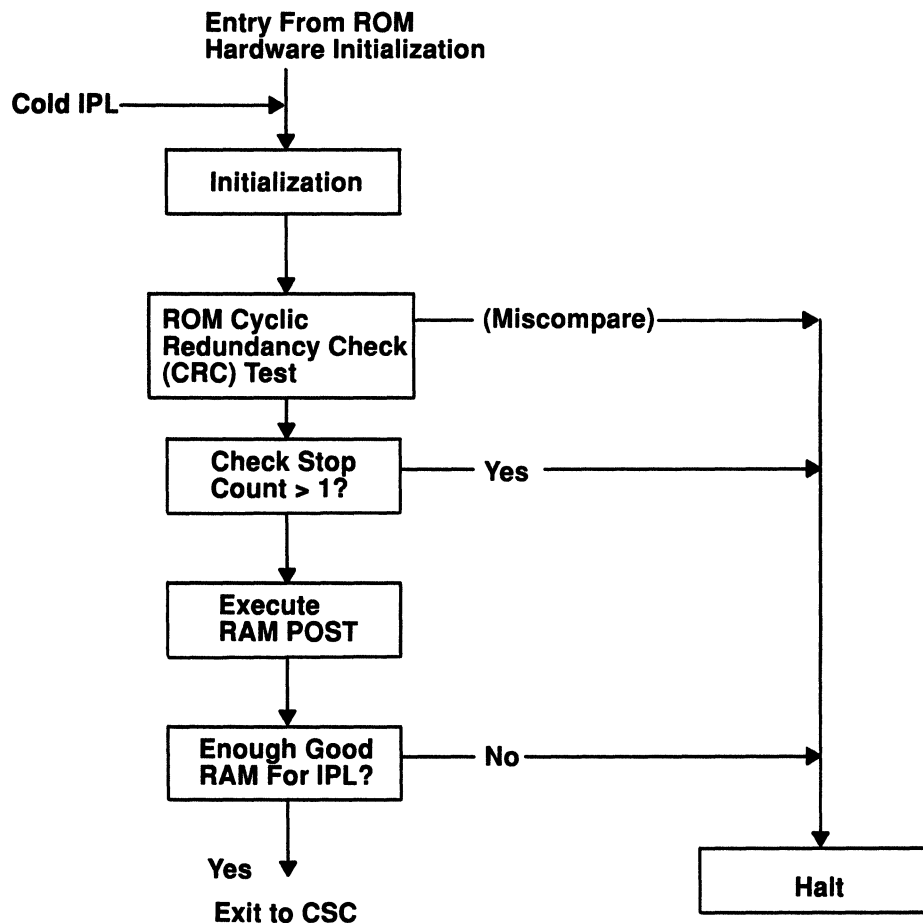 Entry From ROM
Hardware Initialization
Cold IPL
Initialization
ROM Cyclic
Redundancy Check
(CRC) Test
(Miscompare)
Check Stop
Count > 1?
Yes
Execute
RAM POST
Enough Good
RAM For IPL?
No
Yes
Exit to CSC
Halt